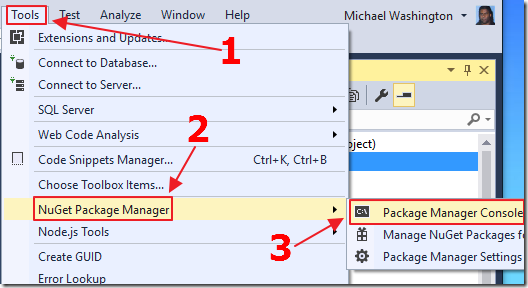 Tools Test Analyze Window Help Michael Washington
1
Extensions and Updates...
Connect to Database...
Connect to Server...
SQL Server
Web Code Analysis
2
Code Snippets Manager... Ctrl+K, Ctrl+B
Choose Toolbox Items...
NuGet Package Manager
Node.js Tools
Create GUID
Error Lookup
3
oject)
C:\
Package Manager Console
Manage NuGet Packages fo
Package Manager Settings